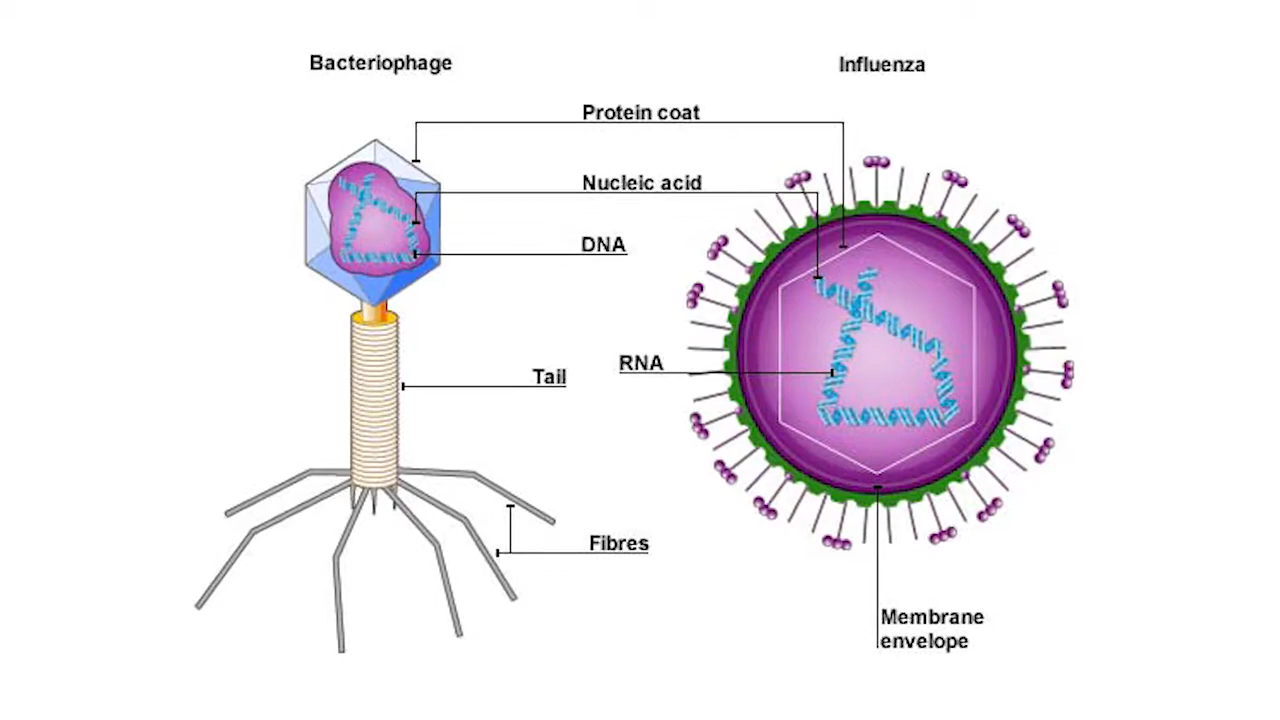 Bacteriophage
Influenza
Protein coat
Nucleic acid
DNA
RNA
Tail
Fibres
Membrane
envelope